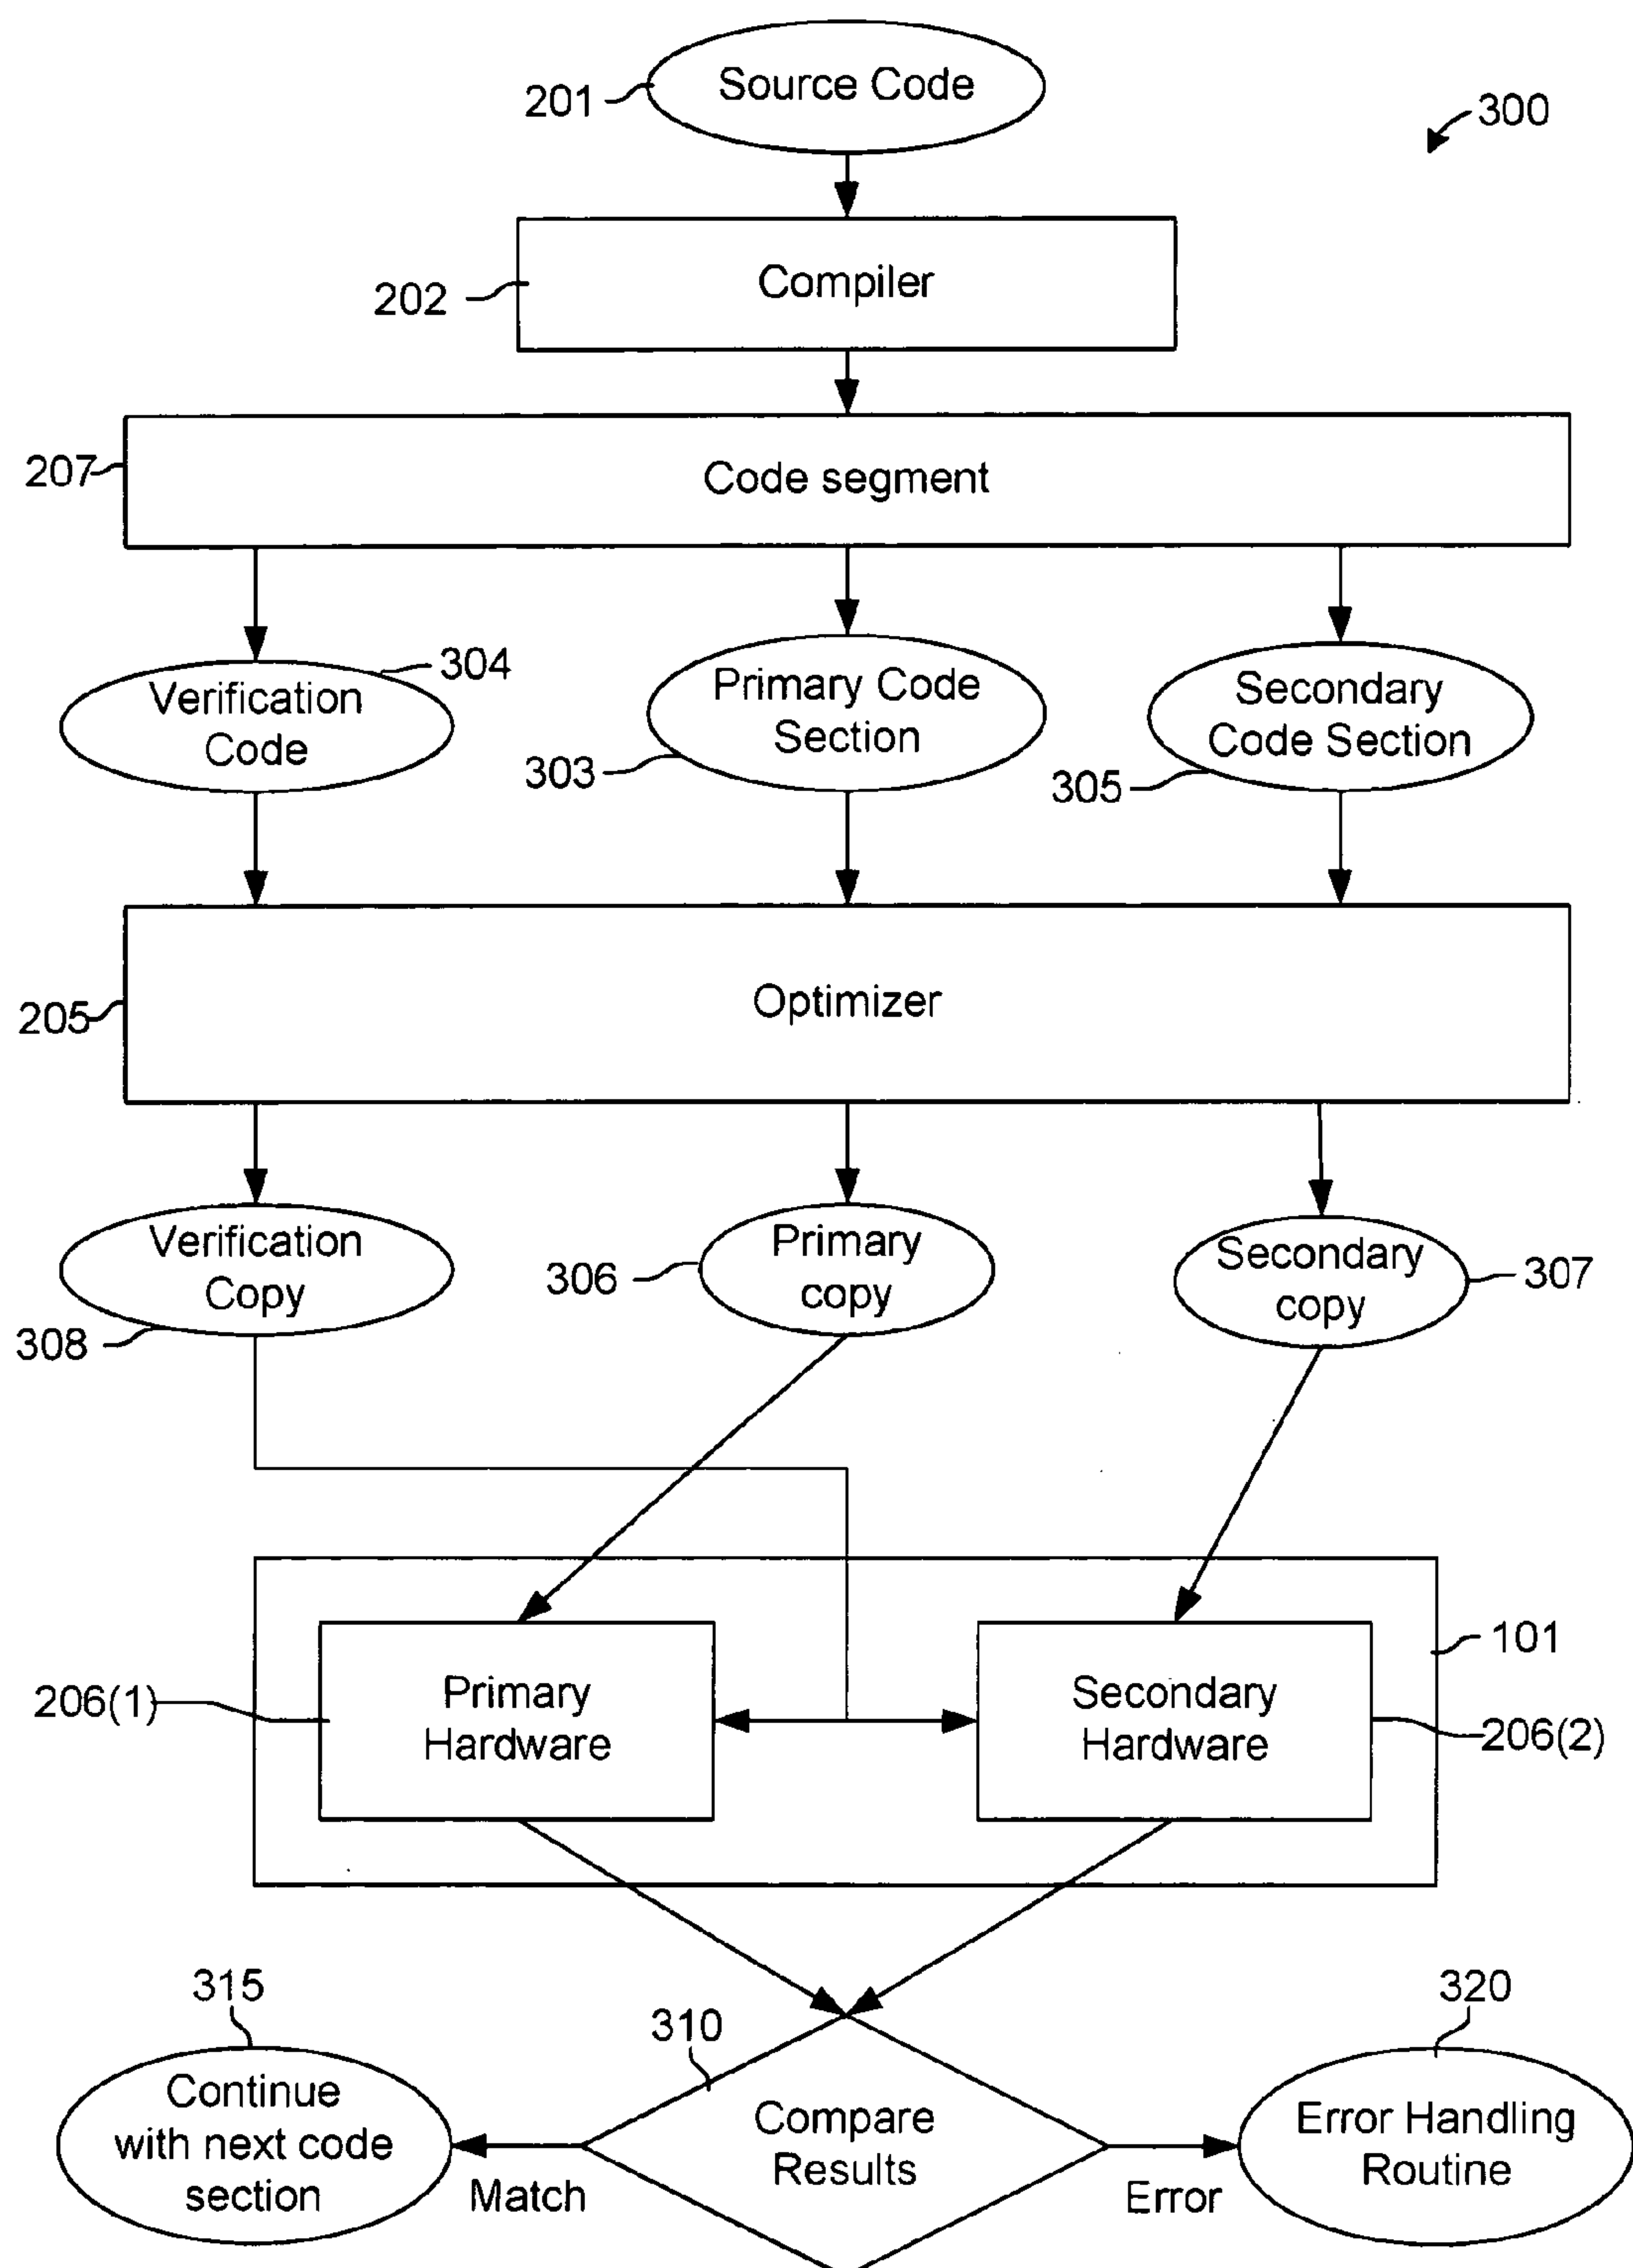 Source Code
201
300
Compiler
202
Code segment
207
304
Verification
Code
Primary Code
Section
303
Secondary
Code Section
305
Optimizer
205
Verification
Copy
308
Primary
copy
306
Secondary
copy
307
101
Primary
Hardware
206(1)
Secondary
Hardware
206(2)
315
310
320
Continue
with next code
section
Match
Compare
Results
Error
Error Handling
Routine